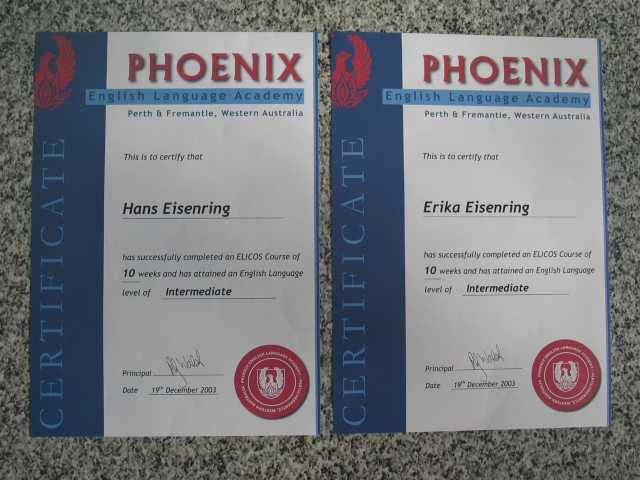 CERTIFICATE
PHOENIX
English Language Academy
Perth & Fremantle, Western Australia
This is to certify that
Hans Eisenring
has successfully completed an ELICOS Course of
10 weeks and has attained an English Language
level of Intermediate
Principal
Date 19th December 2003
CERTIFICATE
PHOENIX
English Language Academy
Perth & Fremantle, Western Australia
This is to certify that
Erika Eisenring
has successfully completed an ELICOS Course of
10 weeks and has attained an English Language
level of Intermediate
Principal
Date 19th December 2003